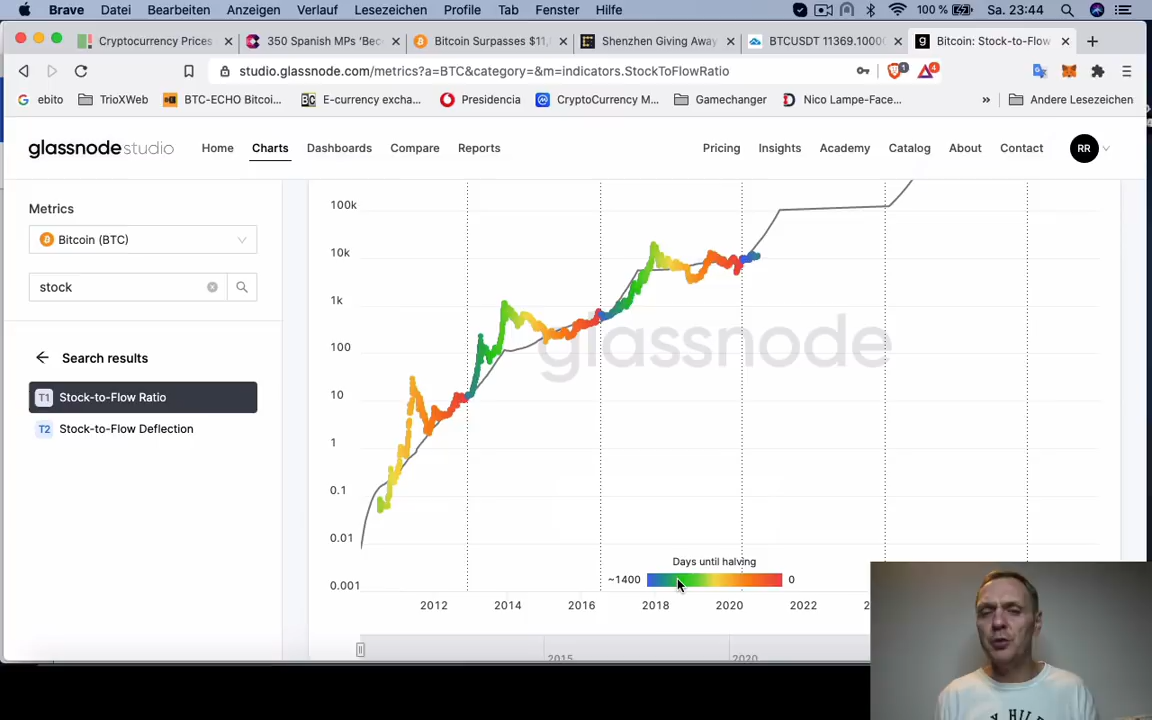 Brave Datei Bearbeiten Anzeigen Verlauf Lesezeichen Profile Tab Fenster Hilfe 100 % Sa. 23:44
Cryptocurrency Prices 350 Spanish MPs 'Bec Bitcoin Surpasses $11, Shenzhen Giving Away BTCUSDT 11369.1000 Bitcoin: Stock-to-Flow
studio.glassnode.com/metrics?a=BTC&category=&m=indicators.StockToFlowRatio 1 4
ebito TrioXWeb BTC-ECHO Bitcoi... E-currency excha... Presidencia CryptoCurrency M... Gamechanger Nico Lampe-Face... » Andere Lesezeichen
glassnodestudio Home Charts Dashboards Compare Reports Pricing Insights Academy Catalog About Contact RR
Metrics
Bitcoin (BTC)
stock
Search results
T1 Stock-to-Flow Ratio
T2 Stock-to-Flow Deflection
100k
10k
1k
100
10
1
0.1
0.01
0.001
glassnode
Days until halving
~1400 0
2012 2014 2016 2018 2020 2022
2015 2020